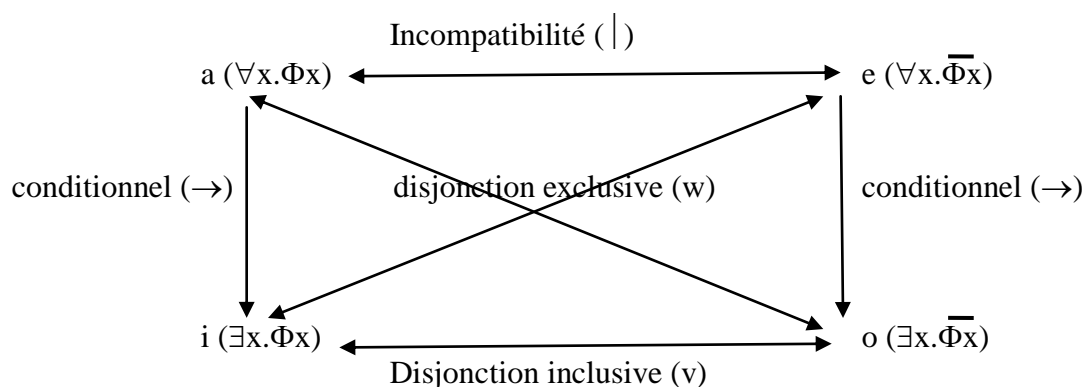 Incompatibilité (|)
a (∀x.Φx) e (∀x.Φ̅x̅)
conditionnel (→) disjonction exclusive (w) conditionnel (→)
i (∃x.Φx) o (∃x.Φ̅x̅)
Disjonction inclusive (v)